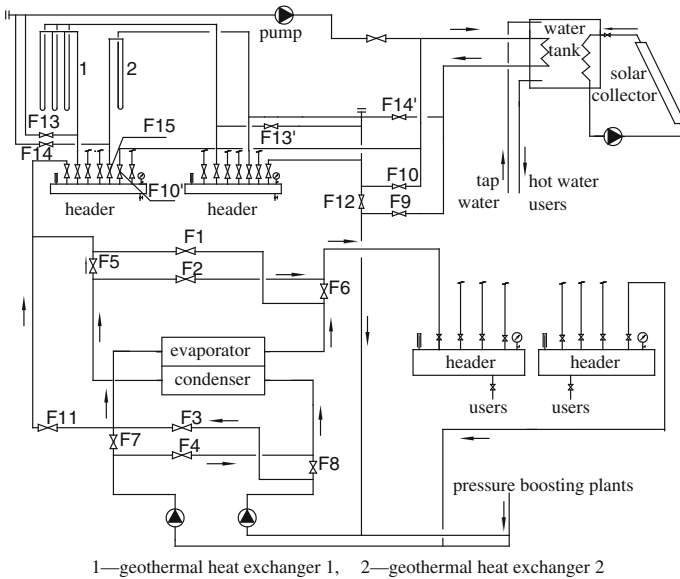 pump
water
tank
solar
collector
1
2
F13
F14
F15
F13'
F14'
F10'
F10
F12
F9
header
header
tap
water
hot water
users
F1
F5
F2
F6
evaporator
condenser
header
header
users
users
F11
F3
F7
F4
F8
pressure boosting plants
1—geothermal heat exchanger 1, 2—geothermal heat exchanger 2